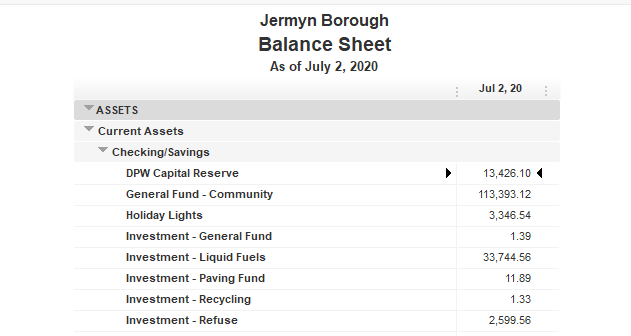 Jermyn Borough
Balance Sheet
As of July 2, 2020
Jul 2, 20
ASSETS
Current Assets
Checking/Savings
DPW Capital Reserve 13,426.10
General Fund - Community 113,393.12
Holiday Lights 3,346.54
Investment - General Fund 1.39
Investment - Liquid Fuels 33,744.56
Investment - Paving Fund 11.89
Investment - Recycling 1.33
Investment - Refuse 2,599.56